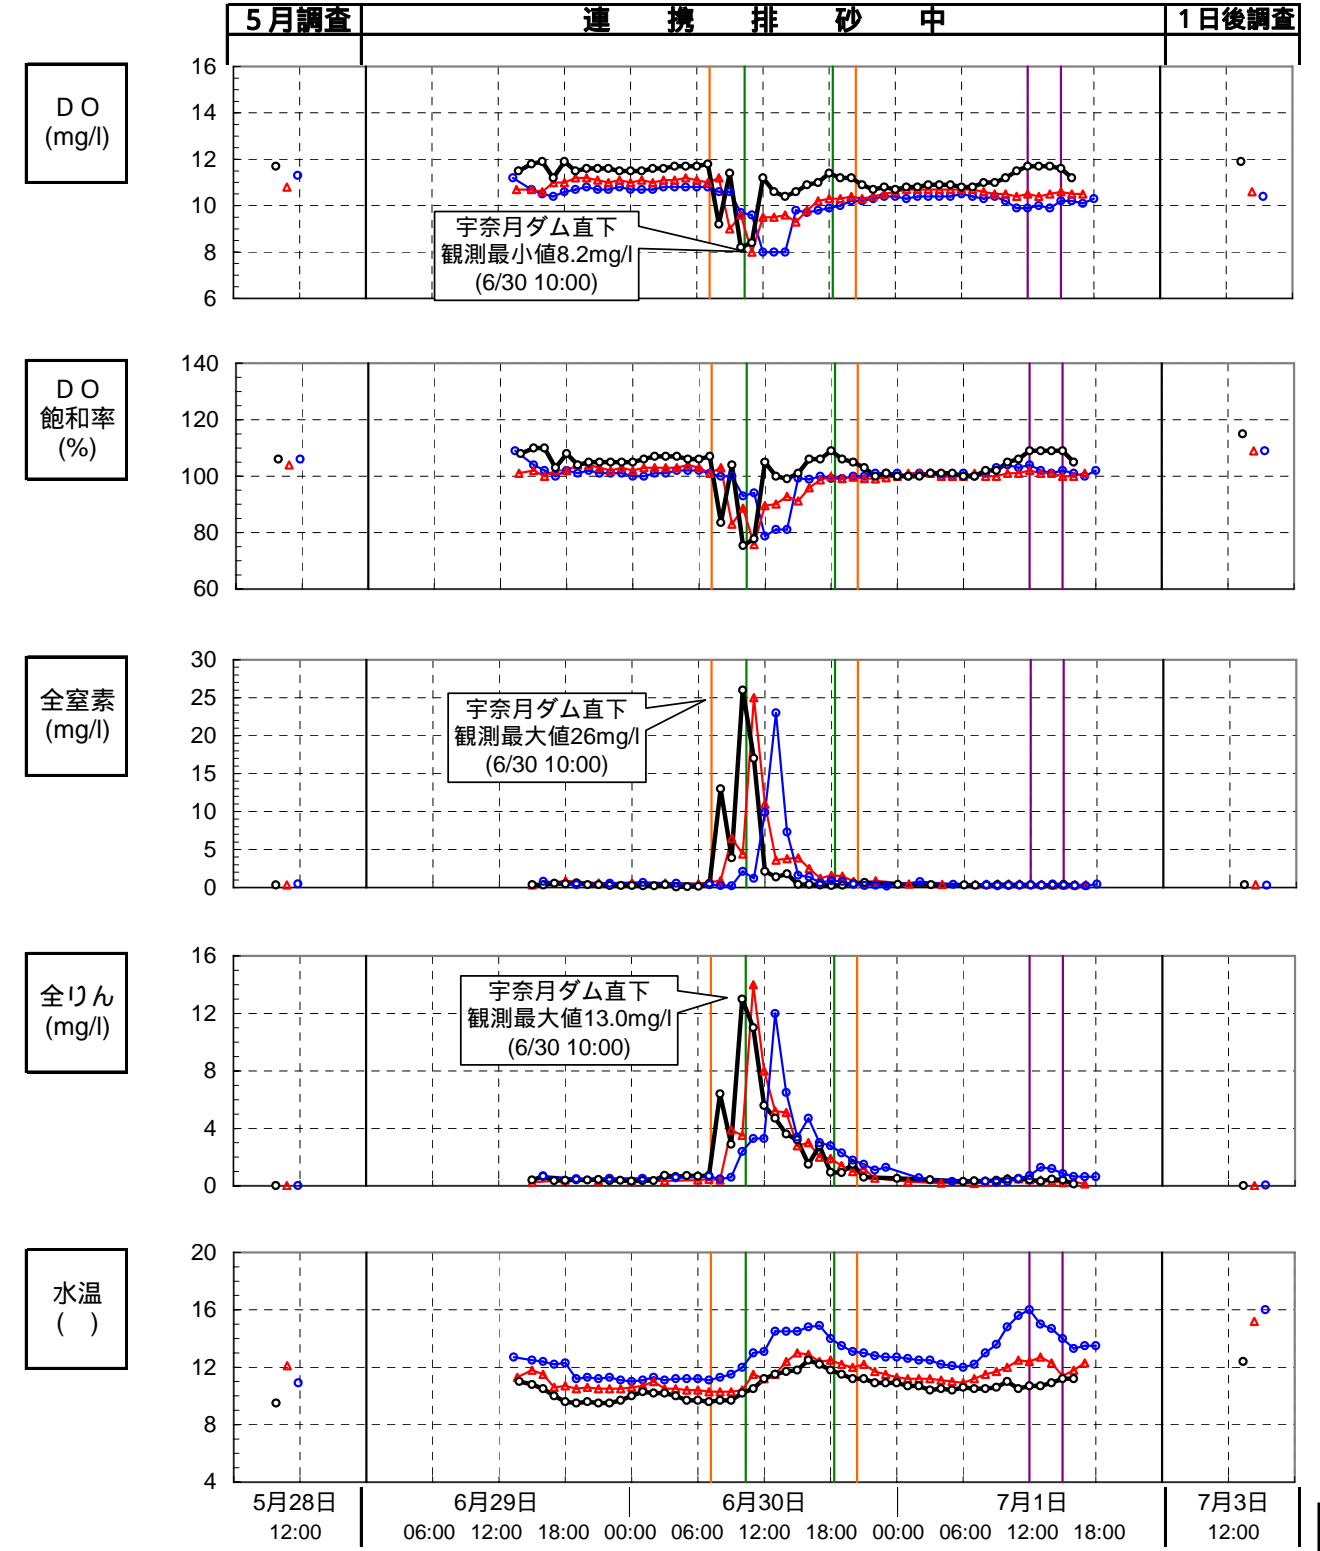 5月調査 連携排砂中 1日後調査
DO
(mg/l)
16
14
12
10
8
6
宇奈月ダム直下
観測最小値8.2mg/l
(6/30 10:00)
DO
飽和率
(%)
140
120
100
80
60
全窒素
(mg/l)
30
25
20
15
10
5
0
宇奈月ダム直下
観測最大値26mg/l
(6/30 10:00)
全りん
(mg/l)
16
12
8
4
0
宇奈月ダム直下
観測最大値13.0mg/l
(6/30 10:00)
水温
( )
20
16
12
8
4
5月28日 6月29日 6月30日 7月1日 7月3日
12:00 06:00 12:00 18:00 00:00 06:00 12:00 18:00 00:00 06:00 12:00 18:00 12:00